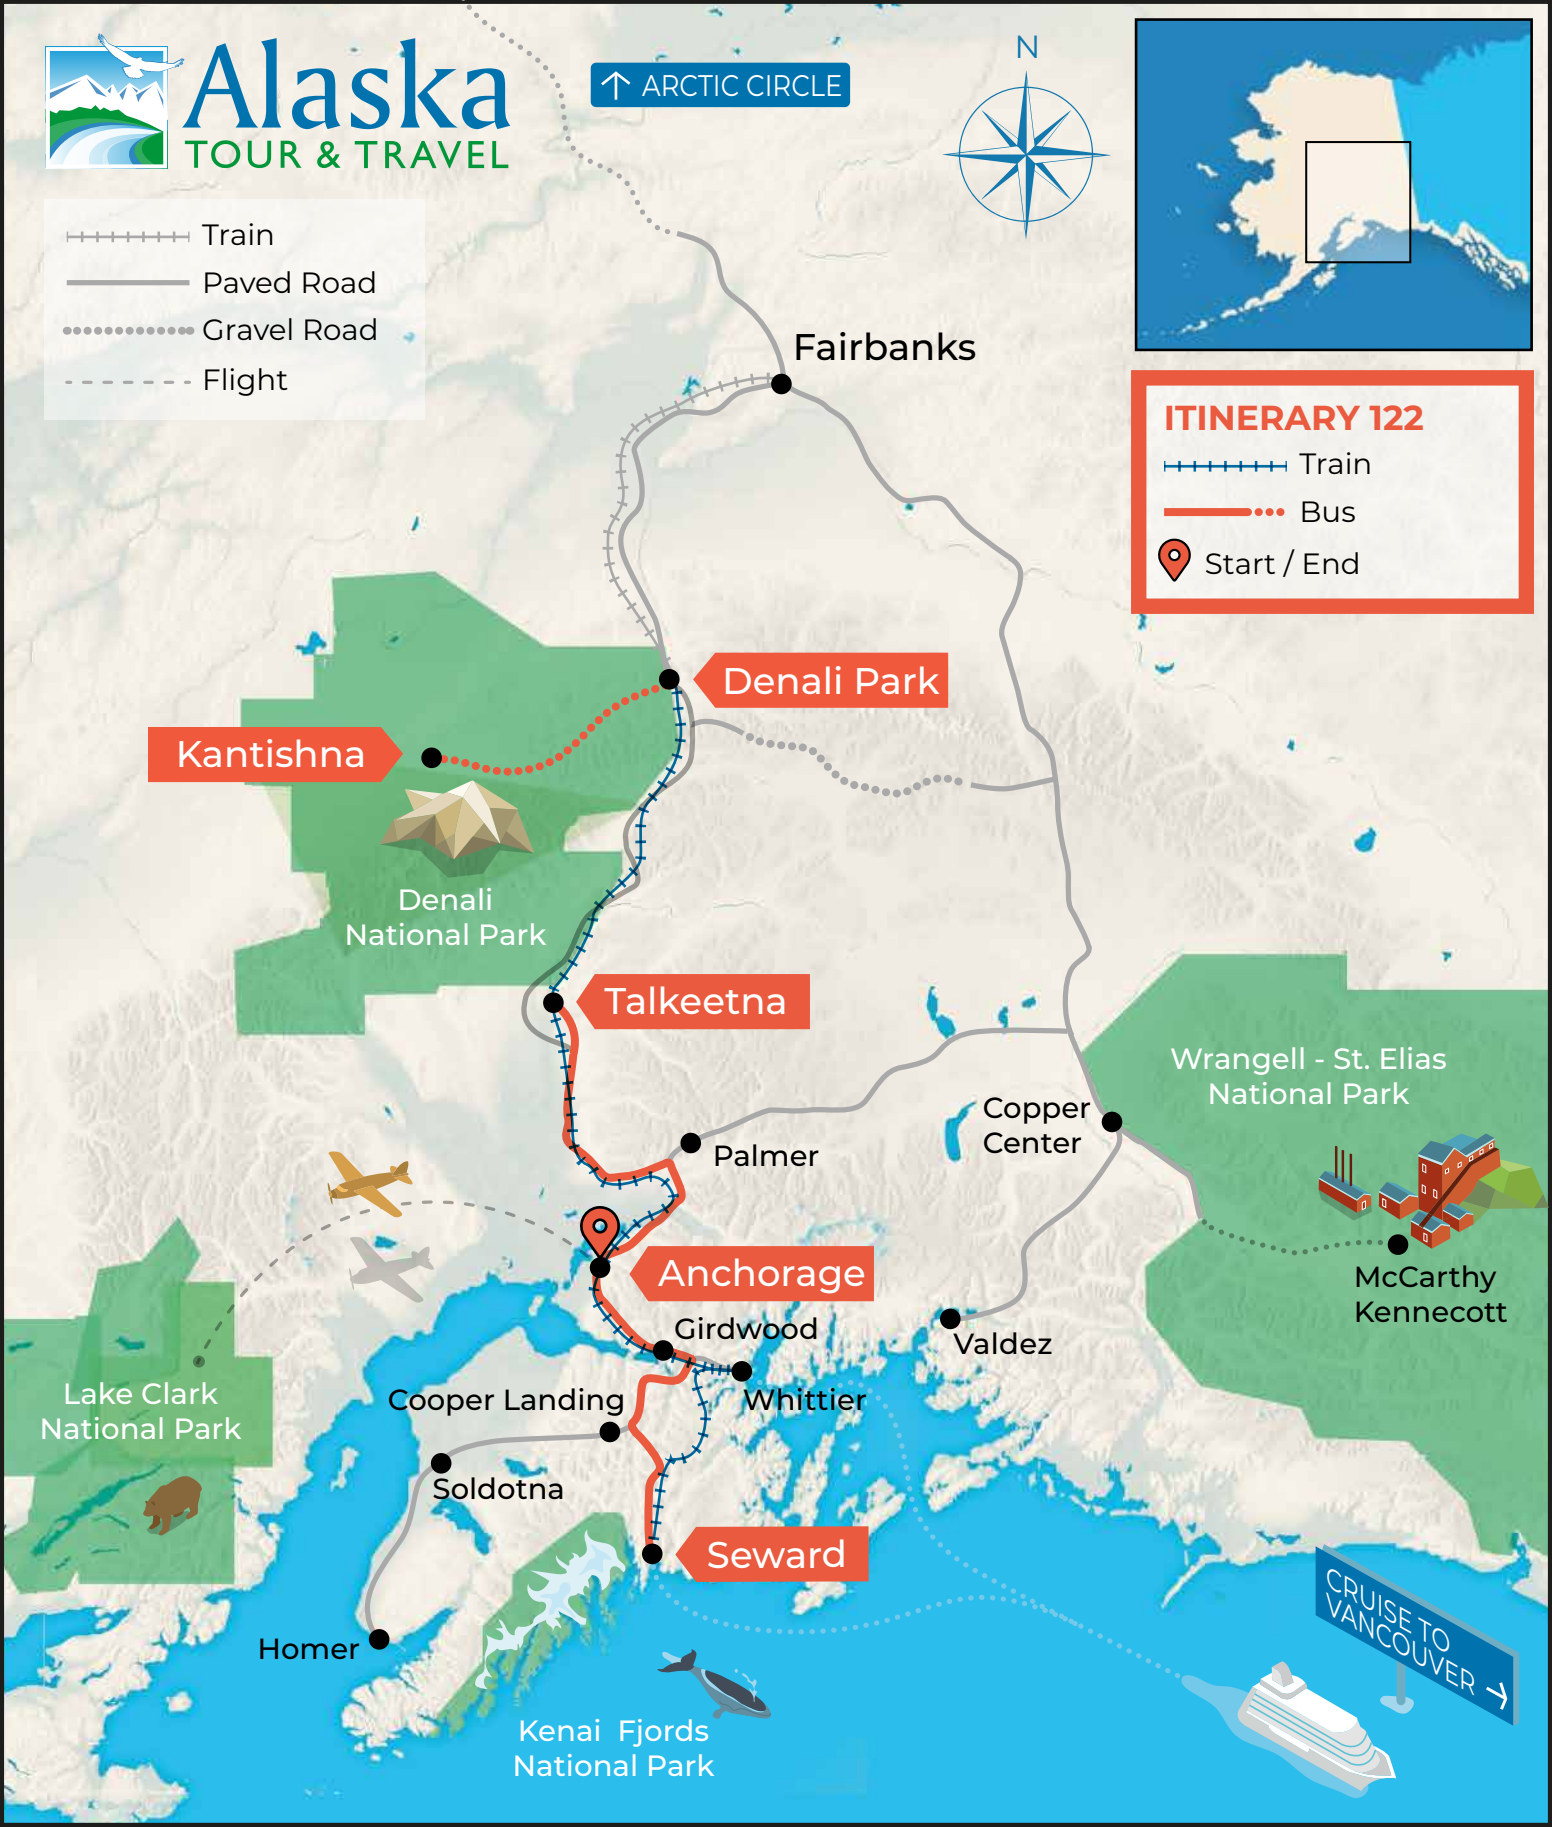 Alaska
TOUR & TRAVEL
↑ ARCTIC CIRCLE
N
Train
Paved Road
Gravel Road
Flight
ITINERARY 122
Train
Bus
Start / End
Fairbanks
Denali Park
Kantishna
Denali
National Park
Talkeetna
Wrangell - St. Elias
National Park
Copper
Center
Palmer
Anchorage
McCarthy
Kennecott
Girdwood
Valdez
Whittier
Cooper Landing
Lake Clark
National Park
Soldotna
Seward
Homer
Kenai Fjords
National Park
CRUISE TO
VANCOUVER →